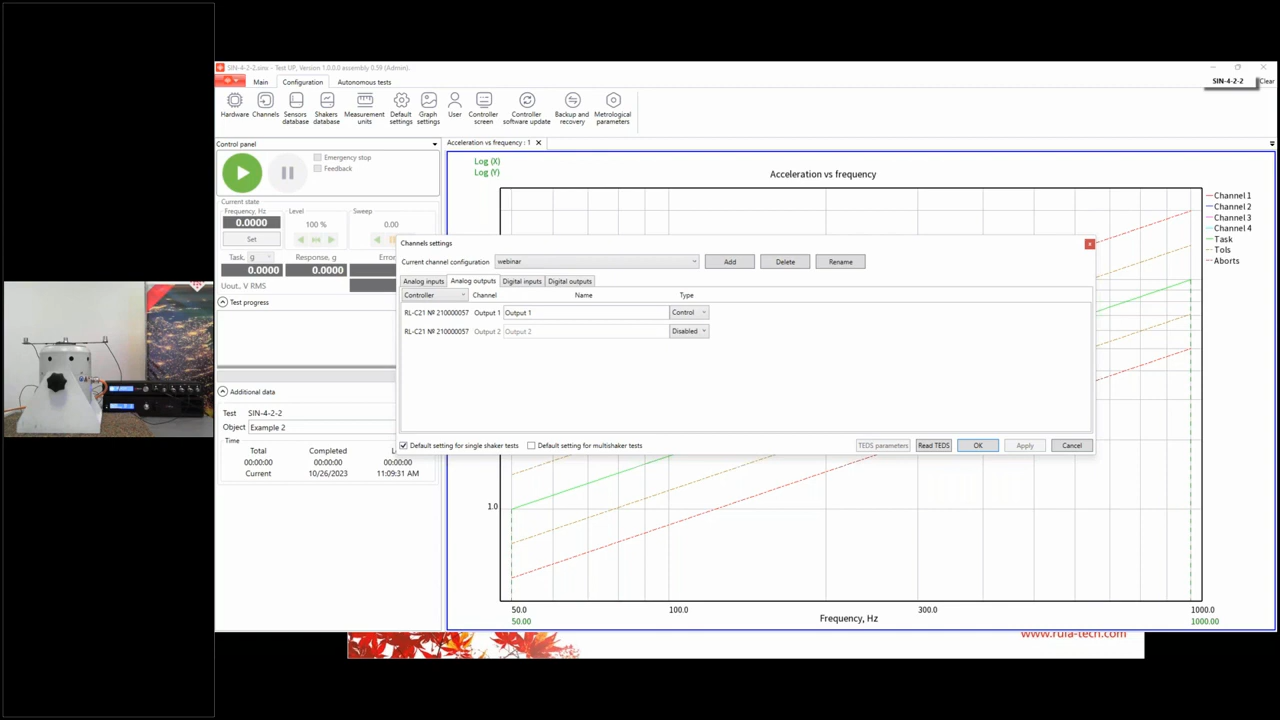 SIN-4-2-2.sins - Test UP, Version 1.0.0.0 assembly 0.59 (Admin).
Main Configuration Autonomous tests
SIN-4-2-2 Clear
Hardware Channels Sensors database Shakers database Measurement units Default settings Graph settings User Controller screen Controller software update Backup and recovery Metrological parameters
Control panel
Acceleration vs frequency : 1
Emergency stop
Feedback
Current state
Frequency, Hz Level Sweep
0.0000 100 % 0.00
Set
Task, g Response, g Erro
0.0000 0.0000
Uout., V RMS
Test progress
Additional data
Test SIN-4-2-2
Object Example 2
Time
Total Completed L
00:00:00 00:00:00 00:00:00
Current 10/26/2023 11:09:31 AM
Log (X)
Log (Y)
Acceleration vs frequency
Channel 1
Channel 2
Channel 3
Channel 4
Task
Tols
Aborts
Channels settings
Current channel configuration webinar Add Delete Rename
Analog inputs Analog outputs Digital inputs Digital outputs
Controller Channel Name Type
RL-C21 № 210000057 Output 1 Output 1 Control
RL-C21 № 210000057 Output 2 Output 2 Disabled
Default setting for single shaker tests Default setting for multishaker tests TEDS parameters Read TEDS OK Apply Cancel
1.0
50.0 100.0 300.0 1000.0
50.00 Frequency, Hz 1000.00
www.rula-tech.com